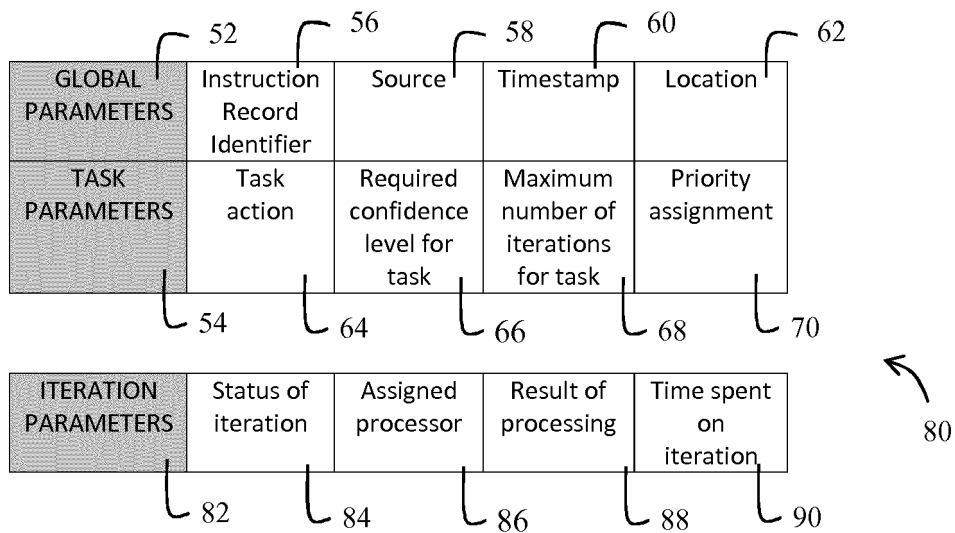 52 56 58 60 62
GLOBAL PARAMETERS Instruction Record Identifier Source Timestamp Location
TASK PARAMETERS Task action Required confidence level for task Maximum number of iterations for task Priority assignment
54 64 66 68 70
ITERATION PARAMETERS Status of iteration Assigned processor Result of processing Time spent on iteration
80
82 84 86 88 90